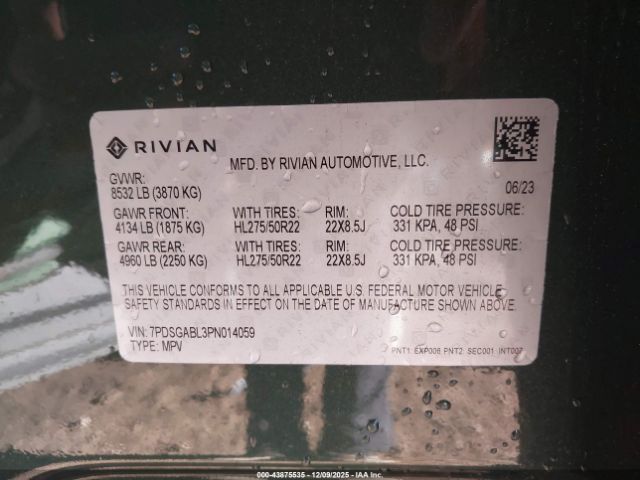 RIVIAN
MFD. BY RIVIAN AUTOMOTIVE, LLC.
GVWR:
8532 LB (3870 KG)
06/23
GAWR FRONT: WITH TIRES: RIM: COLD TIRE PRESSURE:
4134 LB (1875 KG) HL275/50R22 22X8.5J 331 KPA, 48 PSI
GAWR REAR: WITH TIRES: RIM: COLD TIRE PRESSURE:
4960 LB (2250 KG) HL275/50R22 22X8.5J 331 KPA, 48 PSI
THIS VEHICLE CONFORMS TO ALL APPLICABLE U.S. FEDERAL MOTOR VEHICLE
SAFETY STANDARDS IN EFFECT ON THE DATE OF MANUFACTURE SHOWN ABOVE.
VIN: 7PDSGABL3PN014059
TYPE: MPV
PNT1: EXP006 PNT2: SEC001 INT007
000-43875535 - 12/09/2025 - IAA Inc.